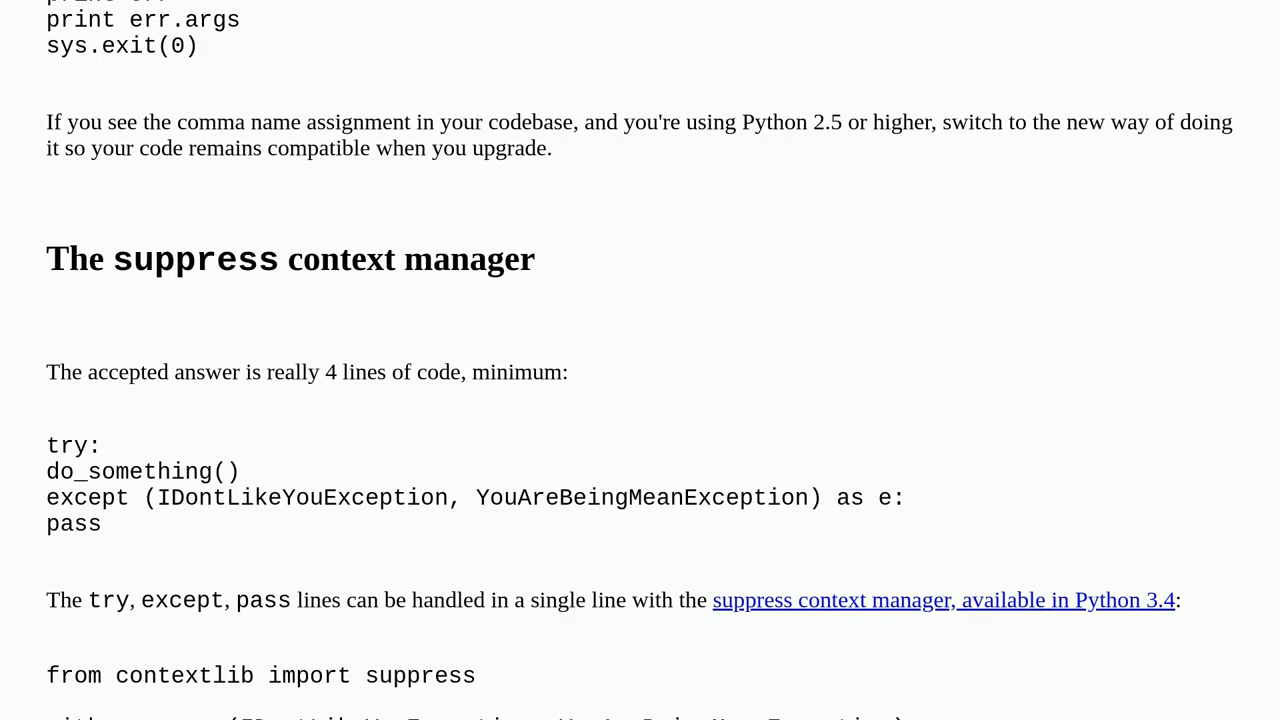 print err.args
sys.exit(0)
If you see the comma name assignment in your codebase, and you're using Python 2.5 or higher, switch to the new way of doing
it so your code remains compatible when you upgrade.
The suppress context manager
The accepted answer is really 4 lines of code, minimum:
try:
do_something()
except (IDontLikeYouException, YouAreBeingMeanException) as e:
pass
The try, except, pass lines can be handled in a single line with the suppress context manager, available in Python 3.4:
from contextlib import suppress